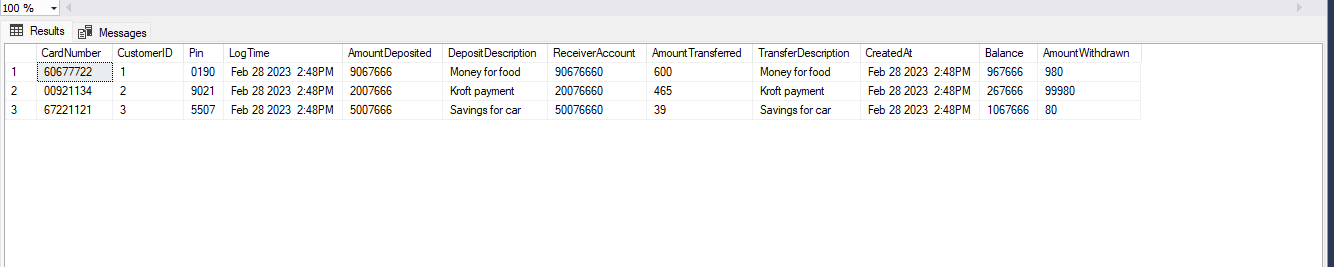 100 %
Results Messages
CardNumber CustomerID Pin LogTime AmountDeposited DepositDescription ReceiverAccount AmountTransferred TransferDescription CreatedAt Balance AmountWithdrawn
1 60677722 1 0190 Feb 28 2023 2:48PM 9067666 Money for food 90676660 600 Money for food Feb 28 2023 2:48PM 967666 980
2 00921134 2 9021 Feb 28 2023 2:48PM 2007666 Kroft payment 20076660 465 Kroft payment Feb 28 2023 2:48PM 267666 99980
3 67221121 3 5507 Feb 28 2023 2:48PM 5007666 Savings for car 50076660 39 Savings for car Feb 28 2023 2:48PM 1067666 80